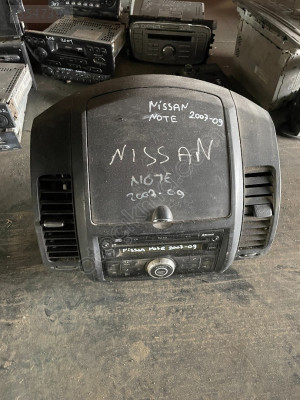 NISSAN
NOTE 2007-09
NISSAN
NOTE
2007-09
NISSAN NOTE 2007-09